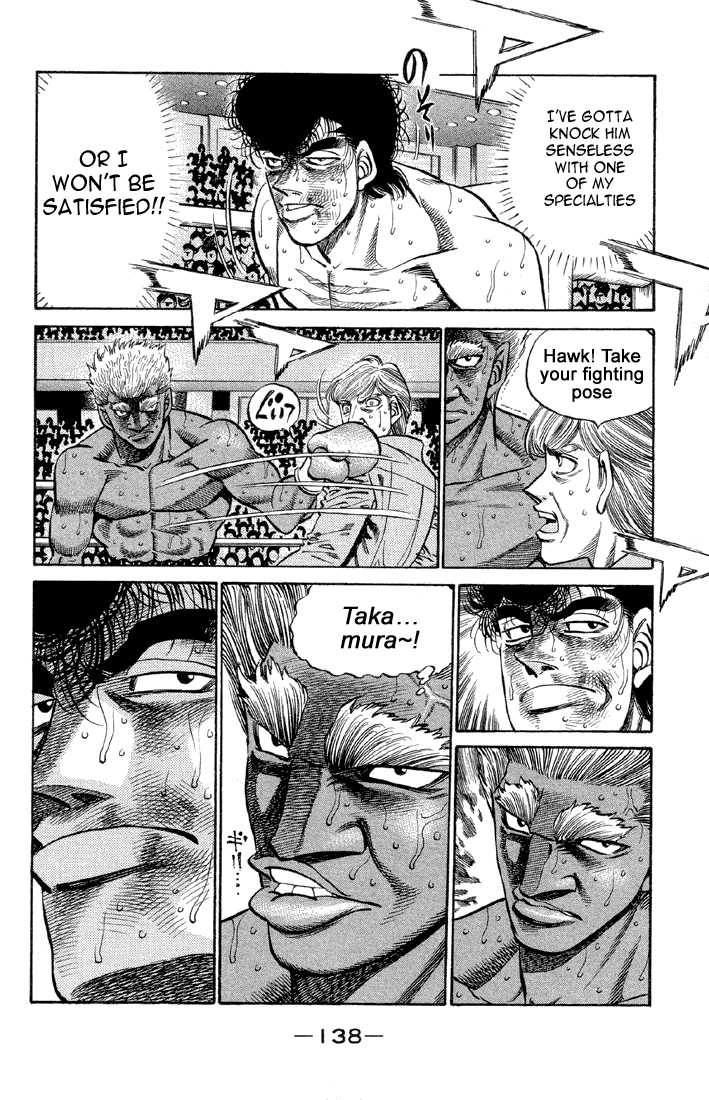 I'VE GOTTA
KNOCK HIM
SENSELESS
WITH ONE
OF MY
SPECIALTIES
OR I
WON'T BE
SATISFIED!!
Hawk! Take
your fighting
pose
Taka...
mura~!
—138—